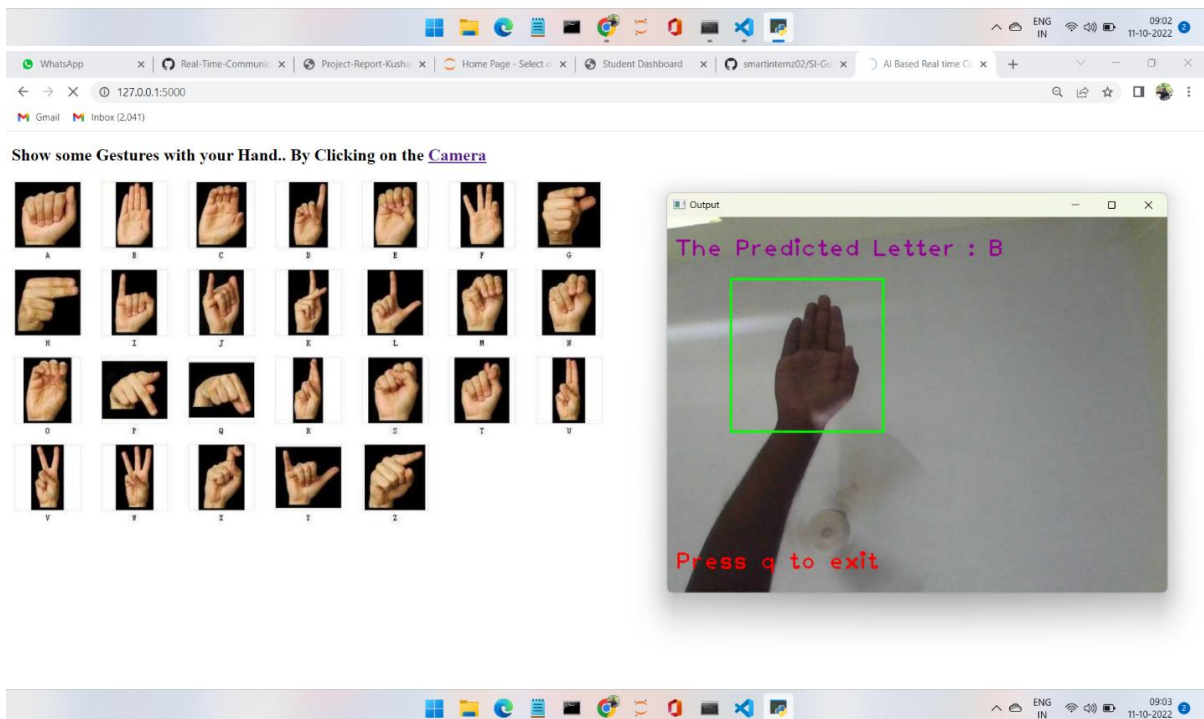 ENG
IN
09:02
11-10-2022
2
WhatsApp
Real-Time-Communic
Project-Report-Kusha
Home Page - Select o
Student Dashboard
smartinternz02/SI-Gu
AI Based Real time C
127.0.0.1:5000
Gmail
Inbox (2,041)
Show some Gestures with your Hand.. By Clicking on the Camera
A B C D E F G
H I J K L M N
O P Q R S T U
V W X Y Z
Output
The Predicted Letter : B
Press q to exit
ENG
IN
09:03
11-10-2022
2